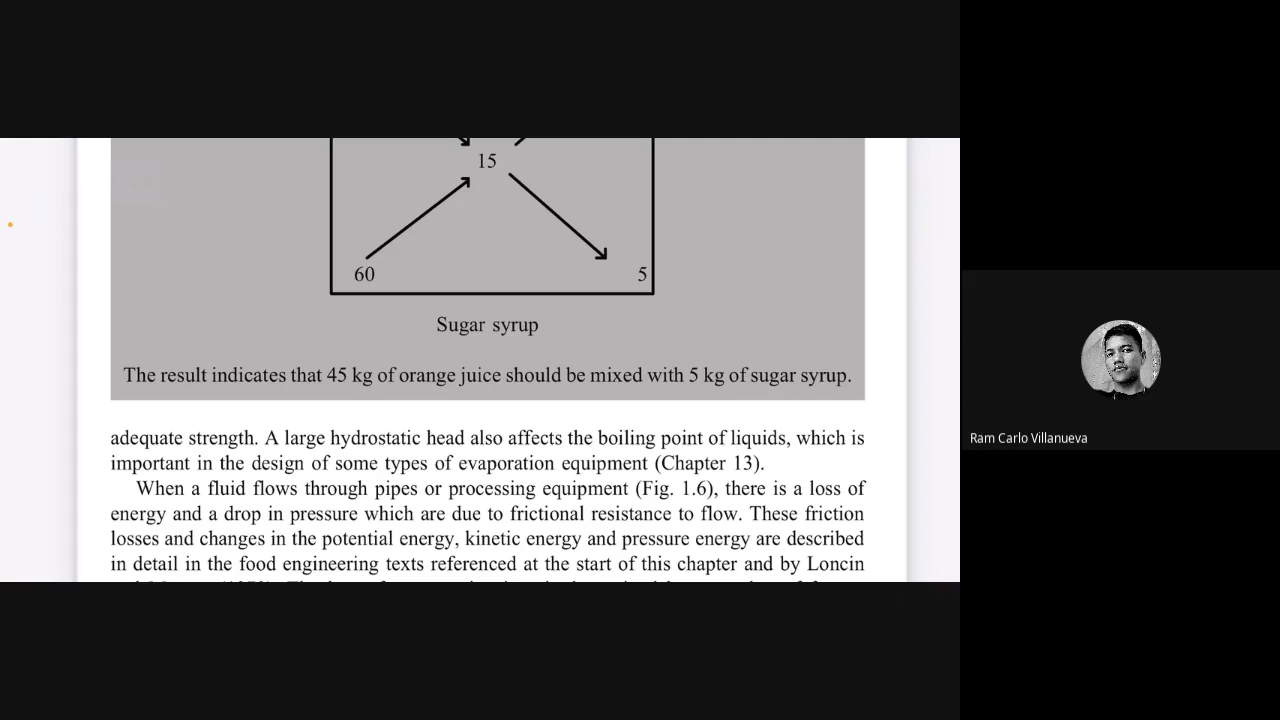 15
60 5
Sugar syrup
The result indicates that 45 kg of orange juice should be mixed with 5 kg of sugar syrup.
adequate strength. A large hydrostatic head also affects the boiling point of liquids, which is
important in the design of some types of evaporation equipment (Chapter 13).
When a fluid flows through pipes or processing equipment (Fig. 1.6), there is a loss of
energy and a drop in pressure which are due to frictional resistance to flow. These friction
losses and changes in the potential energy, kinetic energy and pressure energy are described
in detail in the food engineering texts referenced at the start of this chapter and by Loncin
Ram Carlo Villanueva